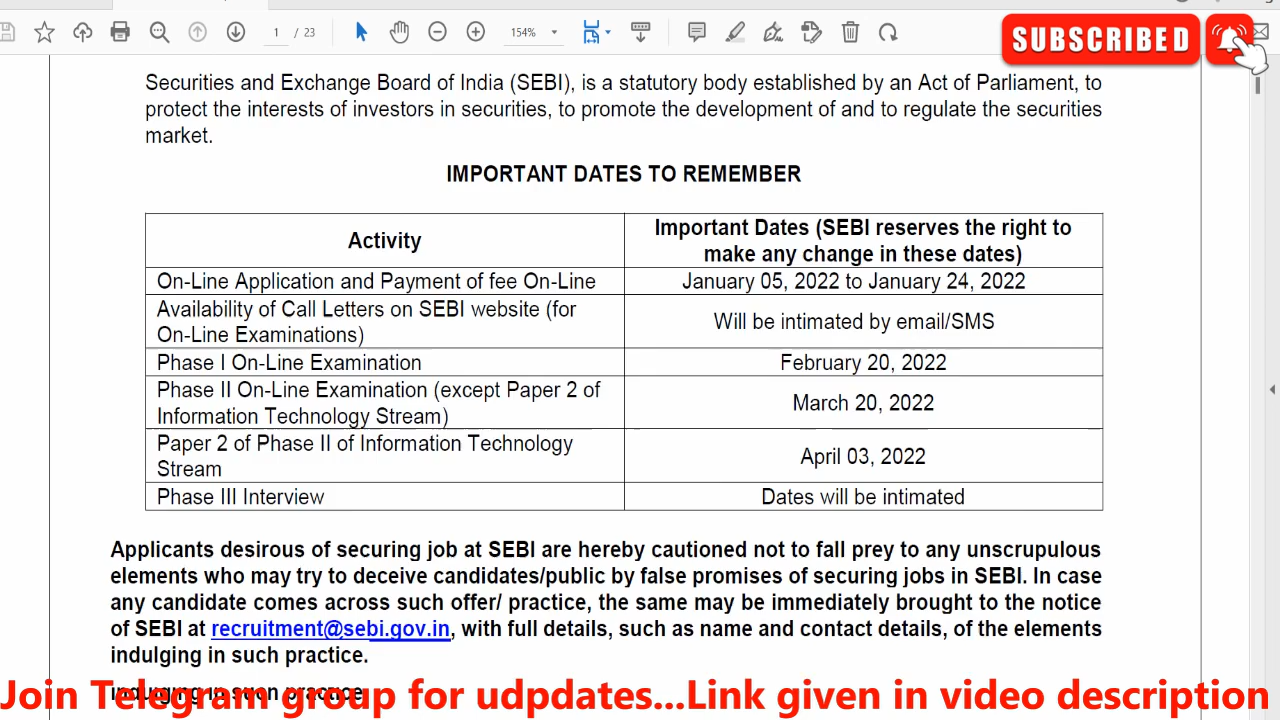 1 / 23
154%
SUBSCRIBED
Securities and Exchange Board of India (SEBI), is a statutory body established by an Act of Parliament, to
protect the interests of investors in securities, to promote the development of and to regulate the securities
market.
IMPORTANT DATES TO REMEMBER
Activity
Important Dates (SEBI reserves the right to
make any change in these dates)
On-Line Application and Payment of fee On-Line
January 05, 2022 to January 24, 2022
Availability of Call Letters on SEBI website (for
On-Line Examinations)
Will be intimated by email/SMS
Phase I On-Line Examination
February 20, 2022
Phase II On-Line Examination (except Paper 2 of
Information Technology Stream)
March 20, 2022
Paper 2 of Phase II of Information Technology
Stream
April 03, 2022
Phase III Interview
Dates will be intimated
Applicants desirous of securing job at SEBI are hereby cautioned not to fall prey to any unscrupulous
elements who may try to deceive candidates/public by false promises of securing jobs in SEBI. In case
any candidate comes across such offer/ practice, the same may be immediately brought to the notice
of SEBI at recruitment@sebi.gov.in, with full details, such as name and contact details, of the elements
indulging in such practice.
indulging in such practice.
Join Telegram group for udpdates...Link given in video description